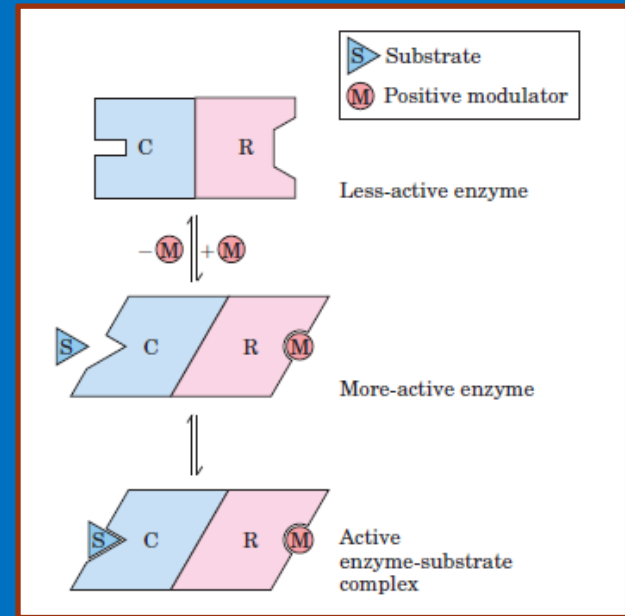 S Substrate
M Positive modulator
C R
Less-active enzyme
− M + M
S C R M
More-active enzyme
S C R M
Active
enzyme-substrate
complex